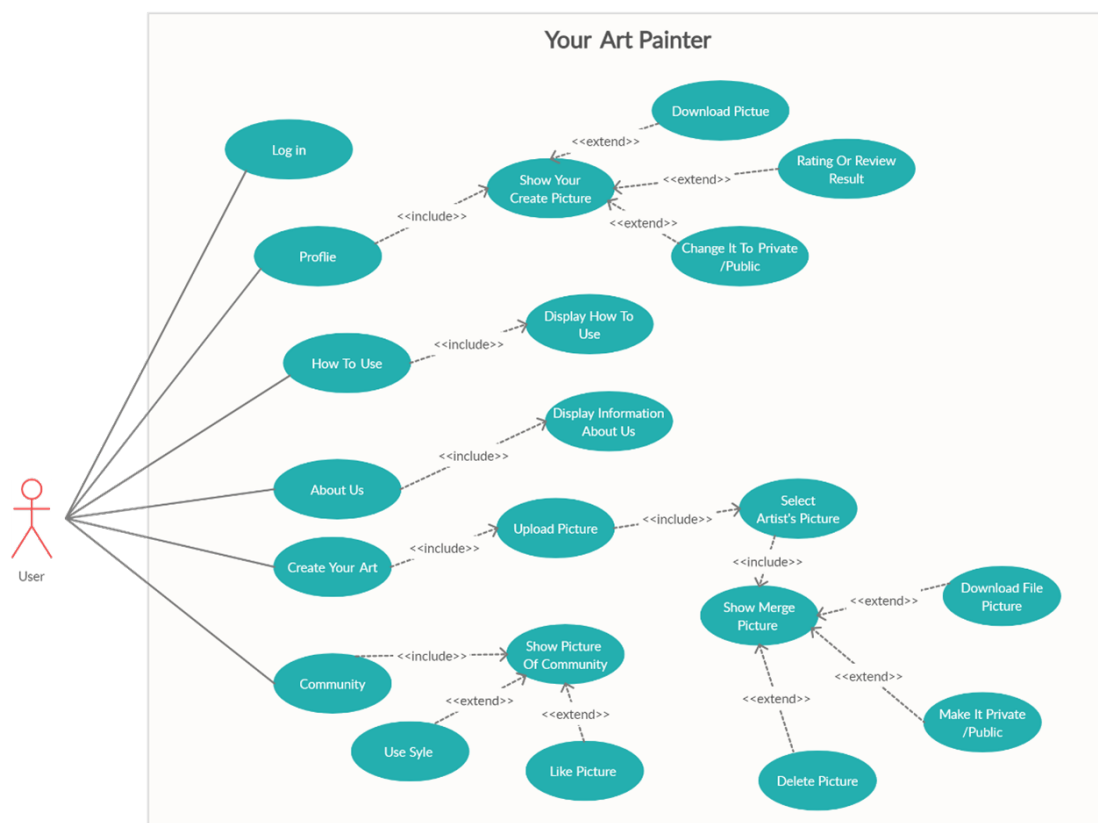 Your Art Painter
Download Pictue
<<extend>>
Log in
Rating Or Review
Result
<<extend>>
Show Your
Create Picture
<<include>>
<<extend>>
Change It To Private
/Public
Proflie
Display How To
Use
<<include>>
How To Use
Display Information
About Us
<<include>>
About Us
Select
Artist's Picture
<<include>>
Upload Picture
<<include>>
Create Your Art
User
<<include>>
Download File
Picture
<<extend>>
Show Merge
Picture
Show Picture
Of Community
<<include>>
Community
<<extend>>
<<extend>>
<<extend>>
<<extend>>
Make It Private
/Public
Use Syle
Like Picture
Delete Picture